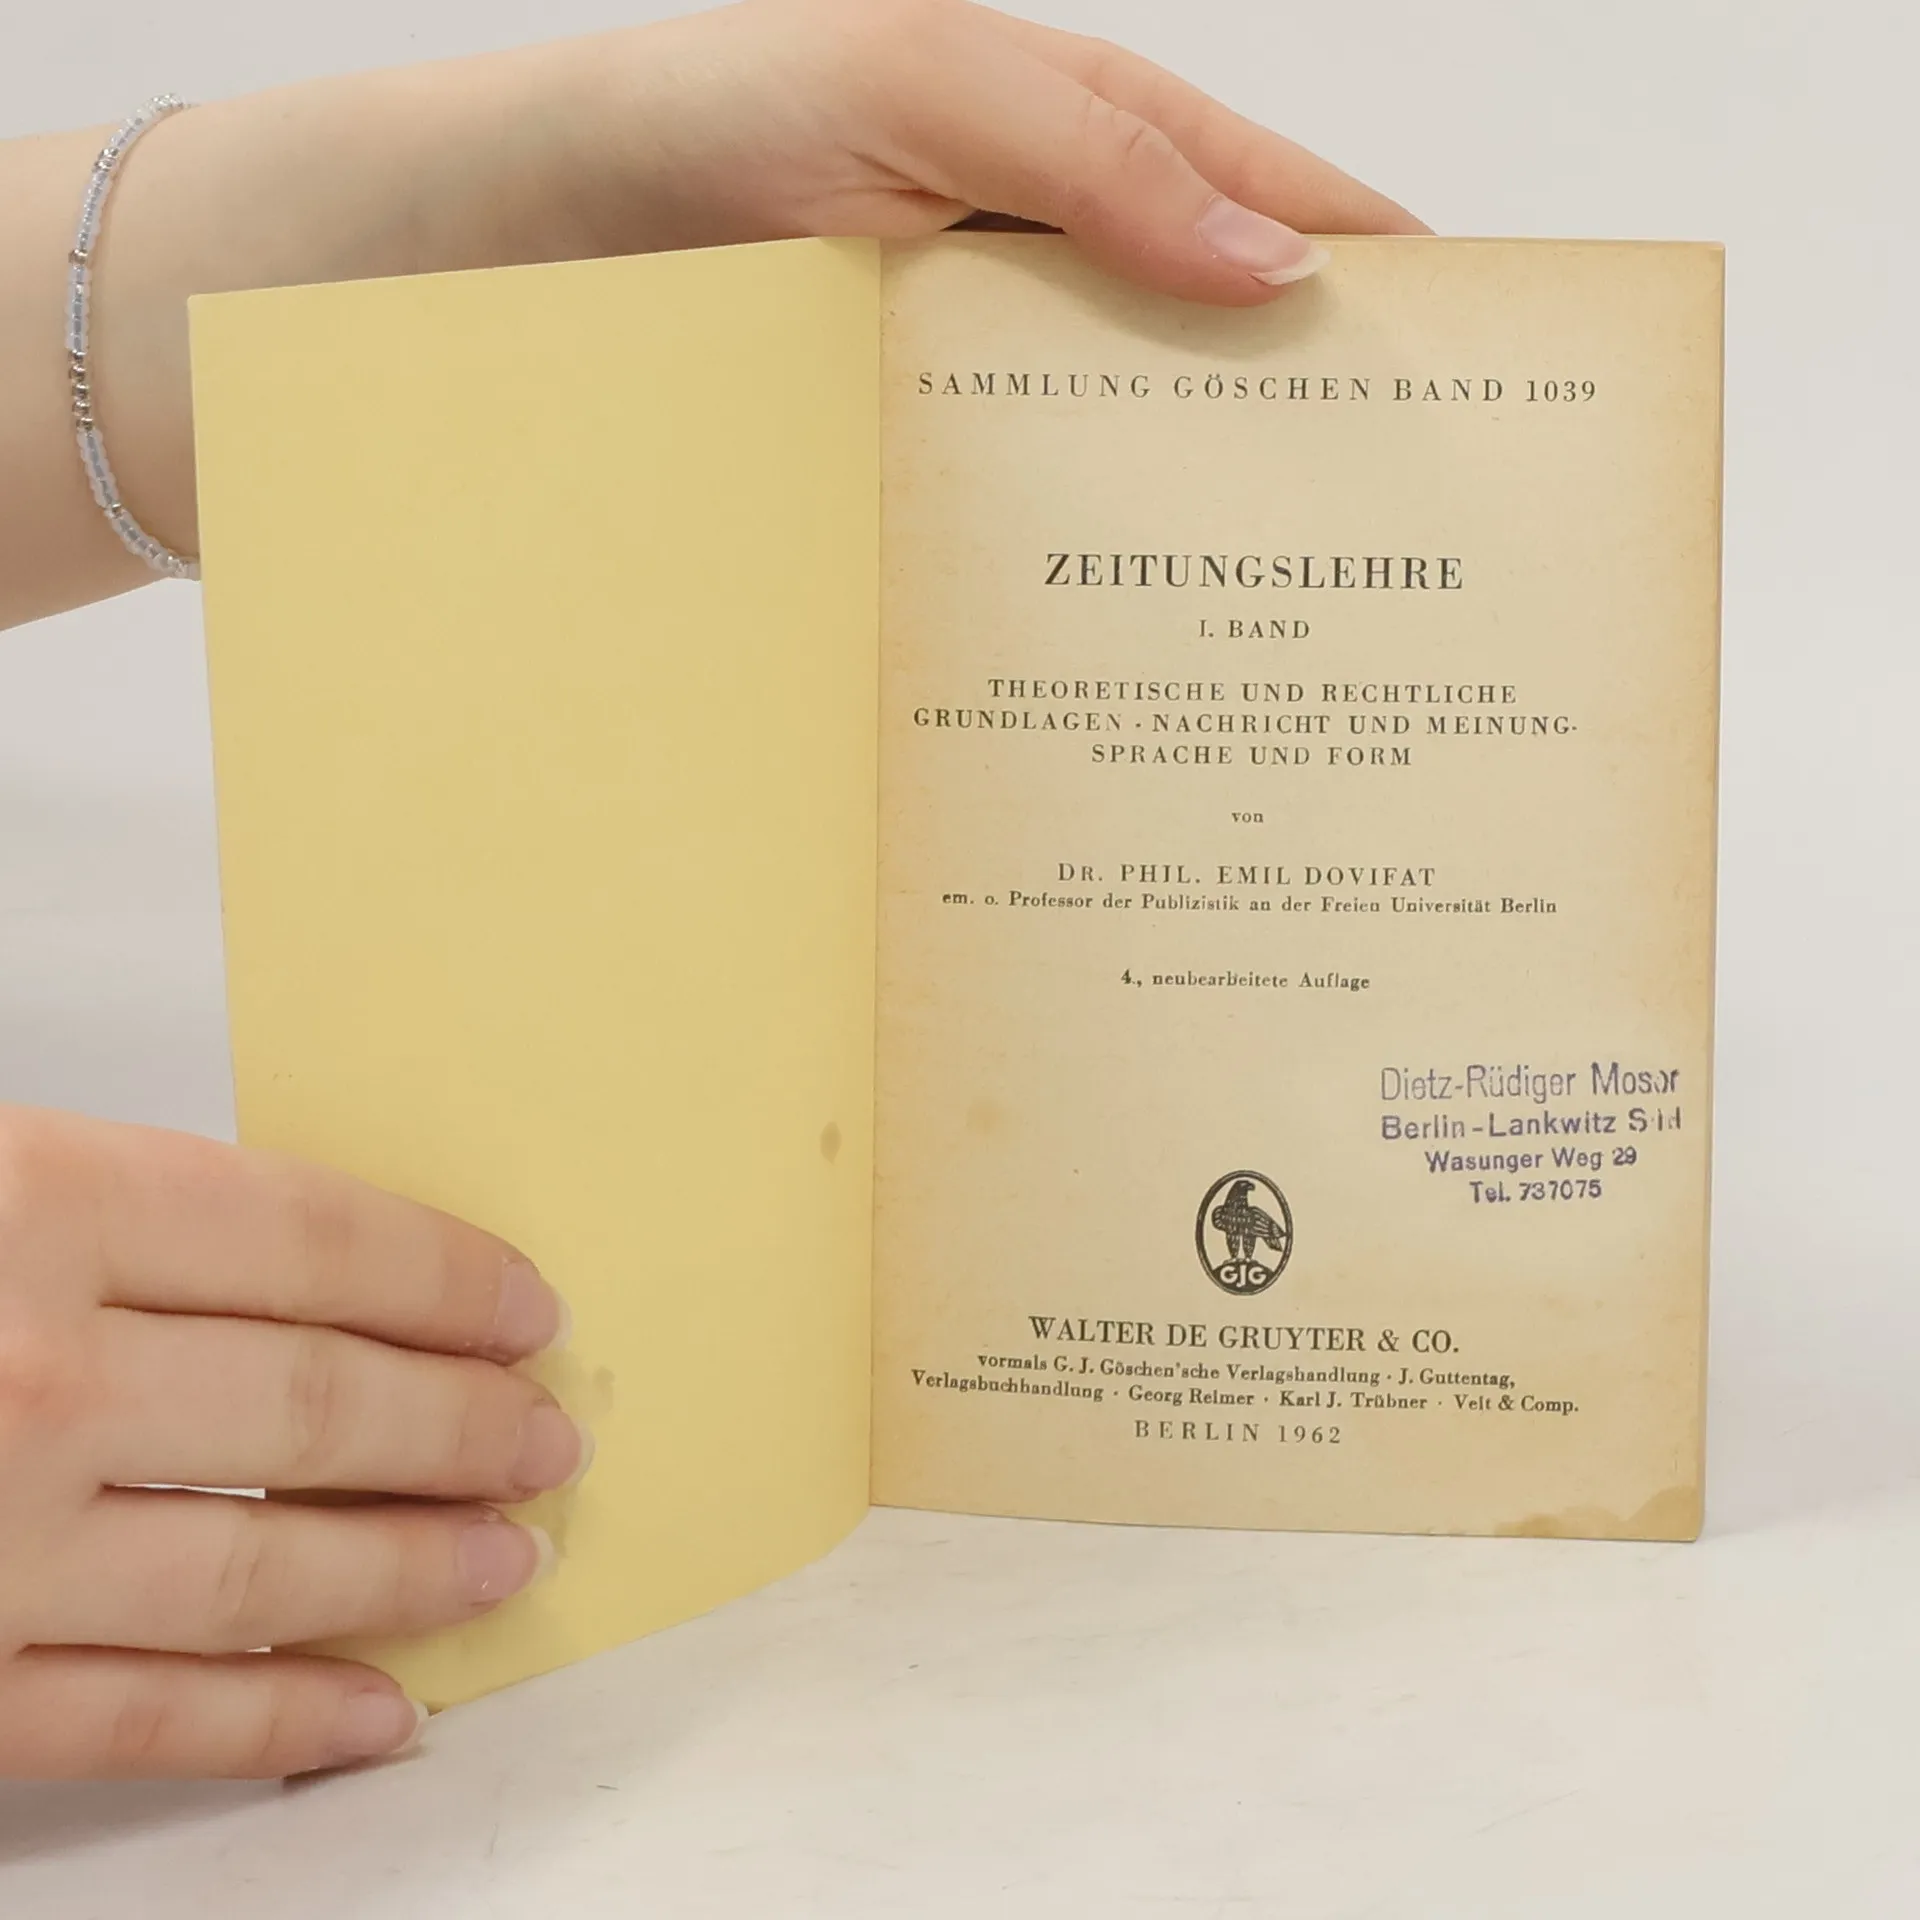 SAMMLUNG GÖSCHEN BAND 1039
ZEITUNGSLEHRE
I. BAND
THEORETISCHE UND RECHTLICHE
GRUNDLAGEN · NACHRICHT UND MEINUNG·
SPRACHE UND FORM
von
DR. PHIL. EMIL DOVIFAT
em. o. Professor der Publizistik an der Freien Universität Berlin
4., neubearbeitete Auflage
Dietz-Rüdiger Moser
Berlin-Lankwitz
Wasunger Weg 29
Tel. 737075
GJG
WALTER DE GRUYTER & CO.
vormals G. J. Göschen'sche Verlagshandlung · J. Guttentag,
Verlagsbuchhandlung · Georg Reimer · Karl J. Trübner · Veit & Comp.
BERLIN 1962